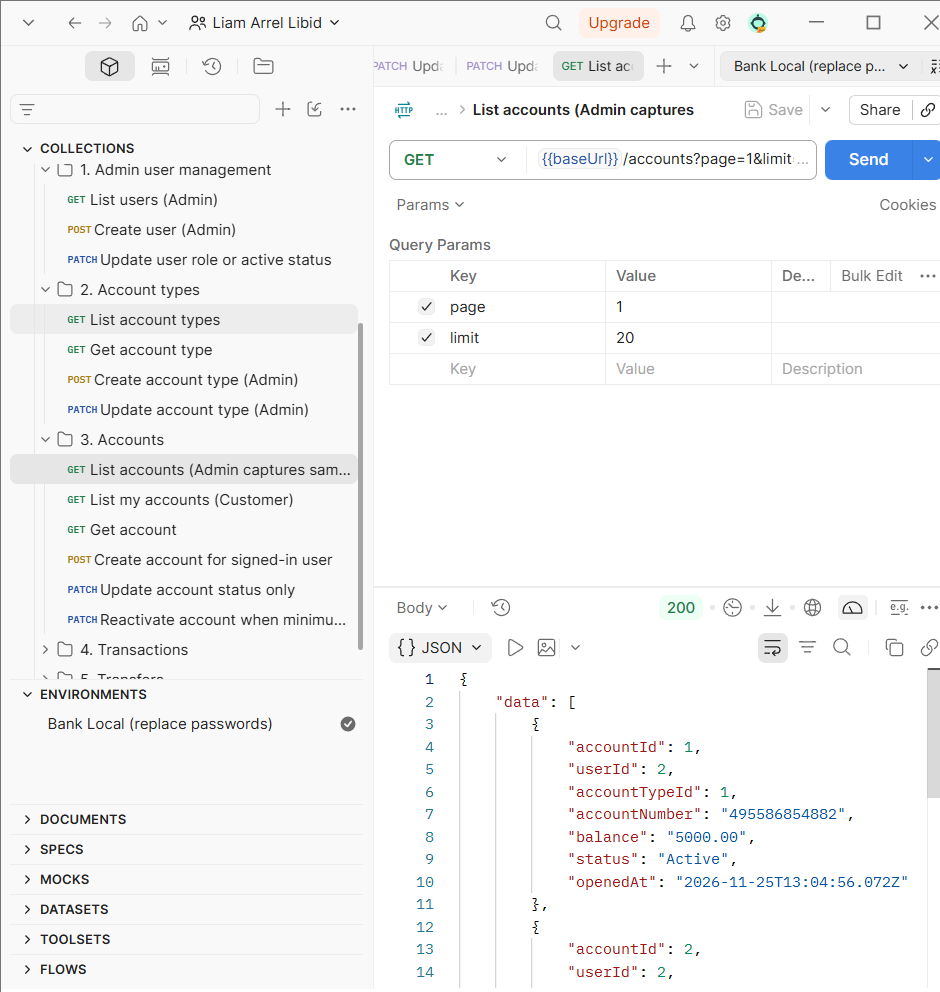 Liam Arrel Libid
Upgrade
PATCH Upda
PATCH Upda
GET List acc
Bank Local (replace p...
... > List accounts (Admin captures
Save
Share
GET
{{baseUrl}} /accounts?page=1&limit ...
Send
Params
Cookies
Query Params
Key Value De... Bulk Edit
page 1
limit 20
Key Value Description
COLLECTIONS
1. Admin user management
GET List users (Admin)
POST Create user (Admin)
PATCH Update user role or active status
2. Account types
GET List account types
GET Get account type
POST Create account type (Admin)
PATCH Update account type (Admin)
3. Accounts
GET List accounts (Admin captures sam...
GET List my accounts (Customer)
GET Get account
POST Create account for signed-in user
PATCH Update account status only
PATCH Reactivate account when minimu...
4. Transactions
5. Transfers
ENVIRONMENTS
Bank Local (replace passwords)
DOCUMENTS
SPECS
MOCKS
DATASETS
TOOLSETS
FLOWS
Body
200
e.g.
{} JSON
1 {
2 "data": [
3 {
4 "accountId": 1,
5 "userId": 2,
6 "accountTypeId": 1,
7 "accountNumber": "495586854882",
8 "balance": "5000.00",
9 "status": "Active",
10 "openedAt": "2026-11-25T13:04:56.072Z"
11 },
12 {
13 "accountId": 2,
14 "userId": 2,